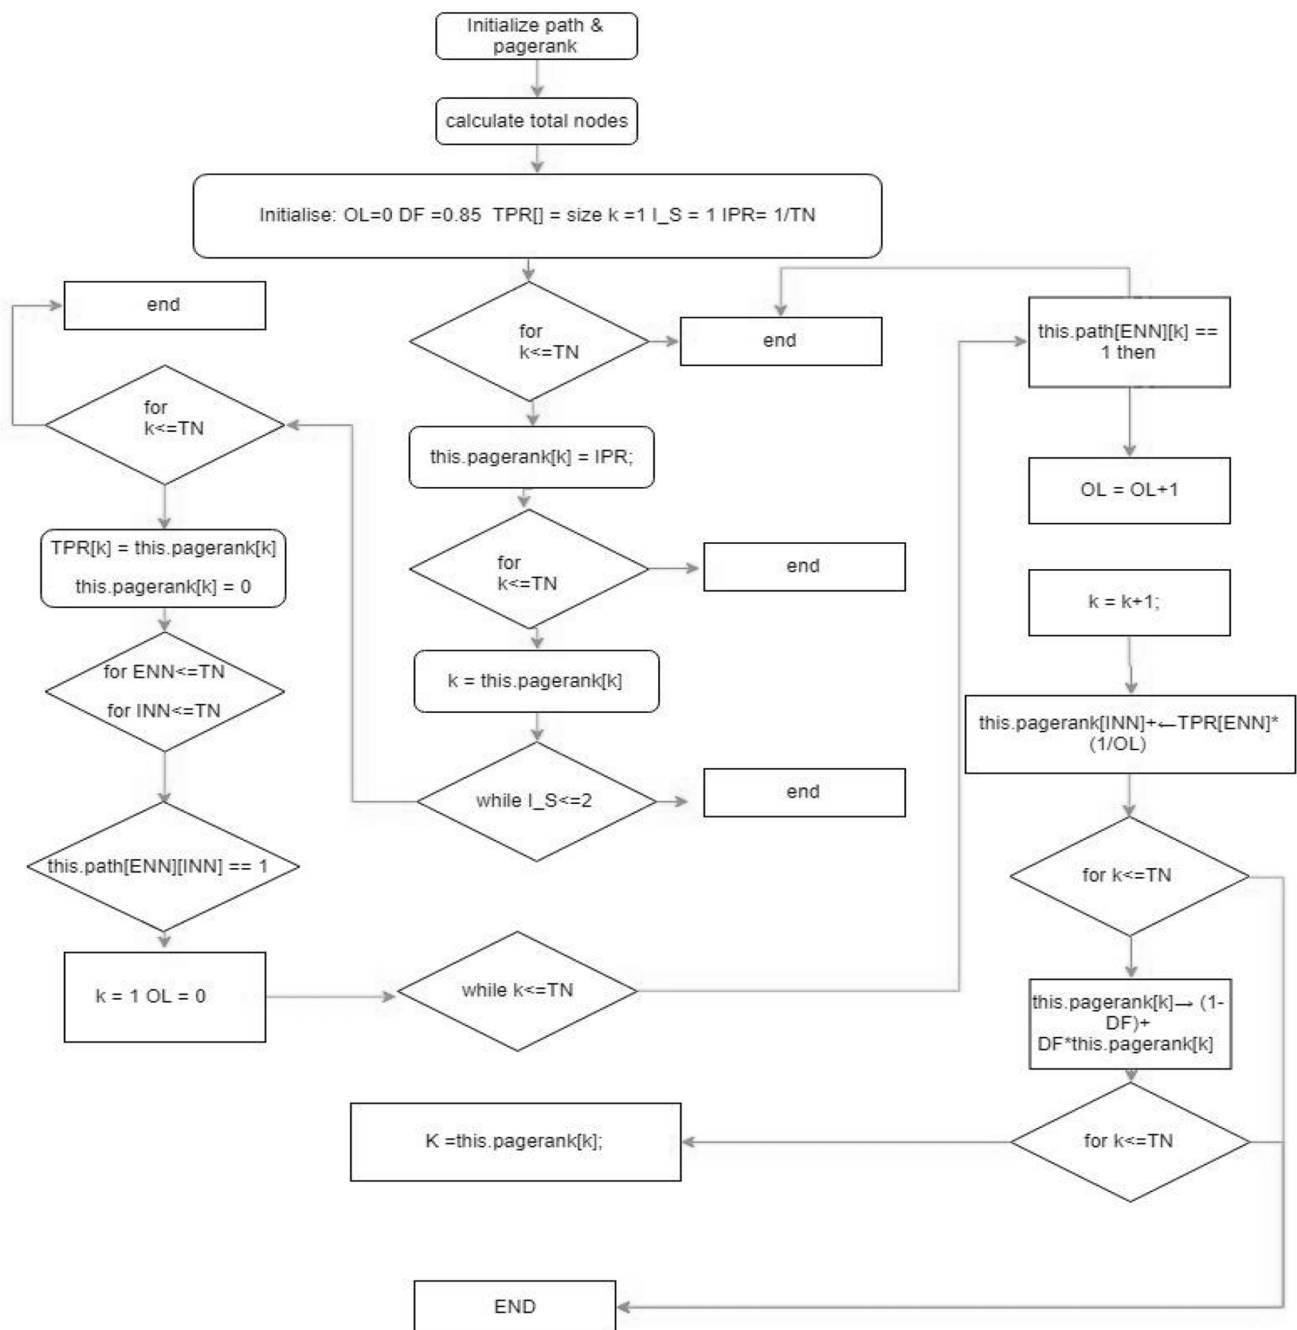 Initialize path &
pagerank
calculate total nodes
Initialise: OL=0 DF =0.85 TPR[] = size k =1 I_S = 1 IPR= 1/TN
end
for
k<=TN
end
this.path[ENN][k] ==
1 then
for
k<=TN
this.pagerank[k] = IPR;
OL = OL+1
TPR[k] = this.pagerank[k]
this.pagerank[k] = 0
for
k<=TN
end
k = k+1;
for ENN<=TN
for INN<=TN
k = this.pagerank[k]
this.pagerank[INN]+←TPR[ENN]*
(1/OL)
while I_S<=2
end
this.path[ENN][INN] == 1
for k<=TN
k = 1 OL = 0
while k<=TN
this.pagerank[k]→ (1-
DF)+
DF*this.pagerank[k]
K =this.pagerank[k];
for k<=TN
END